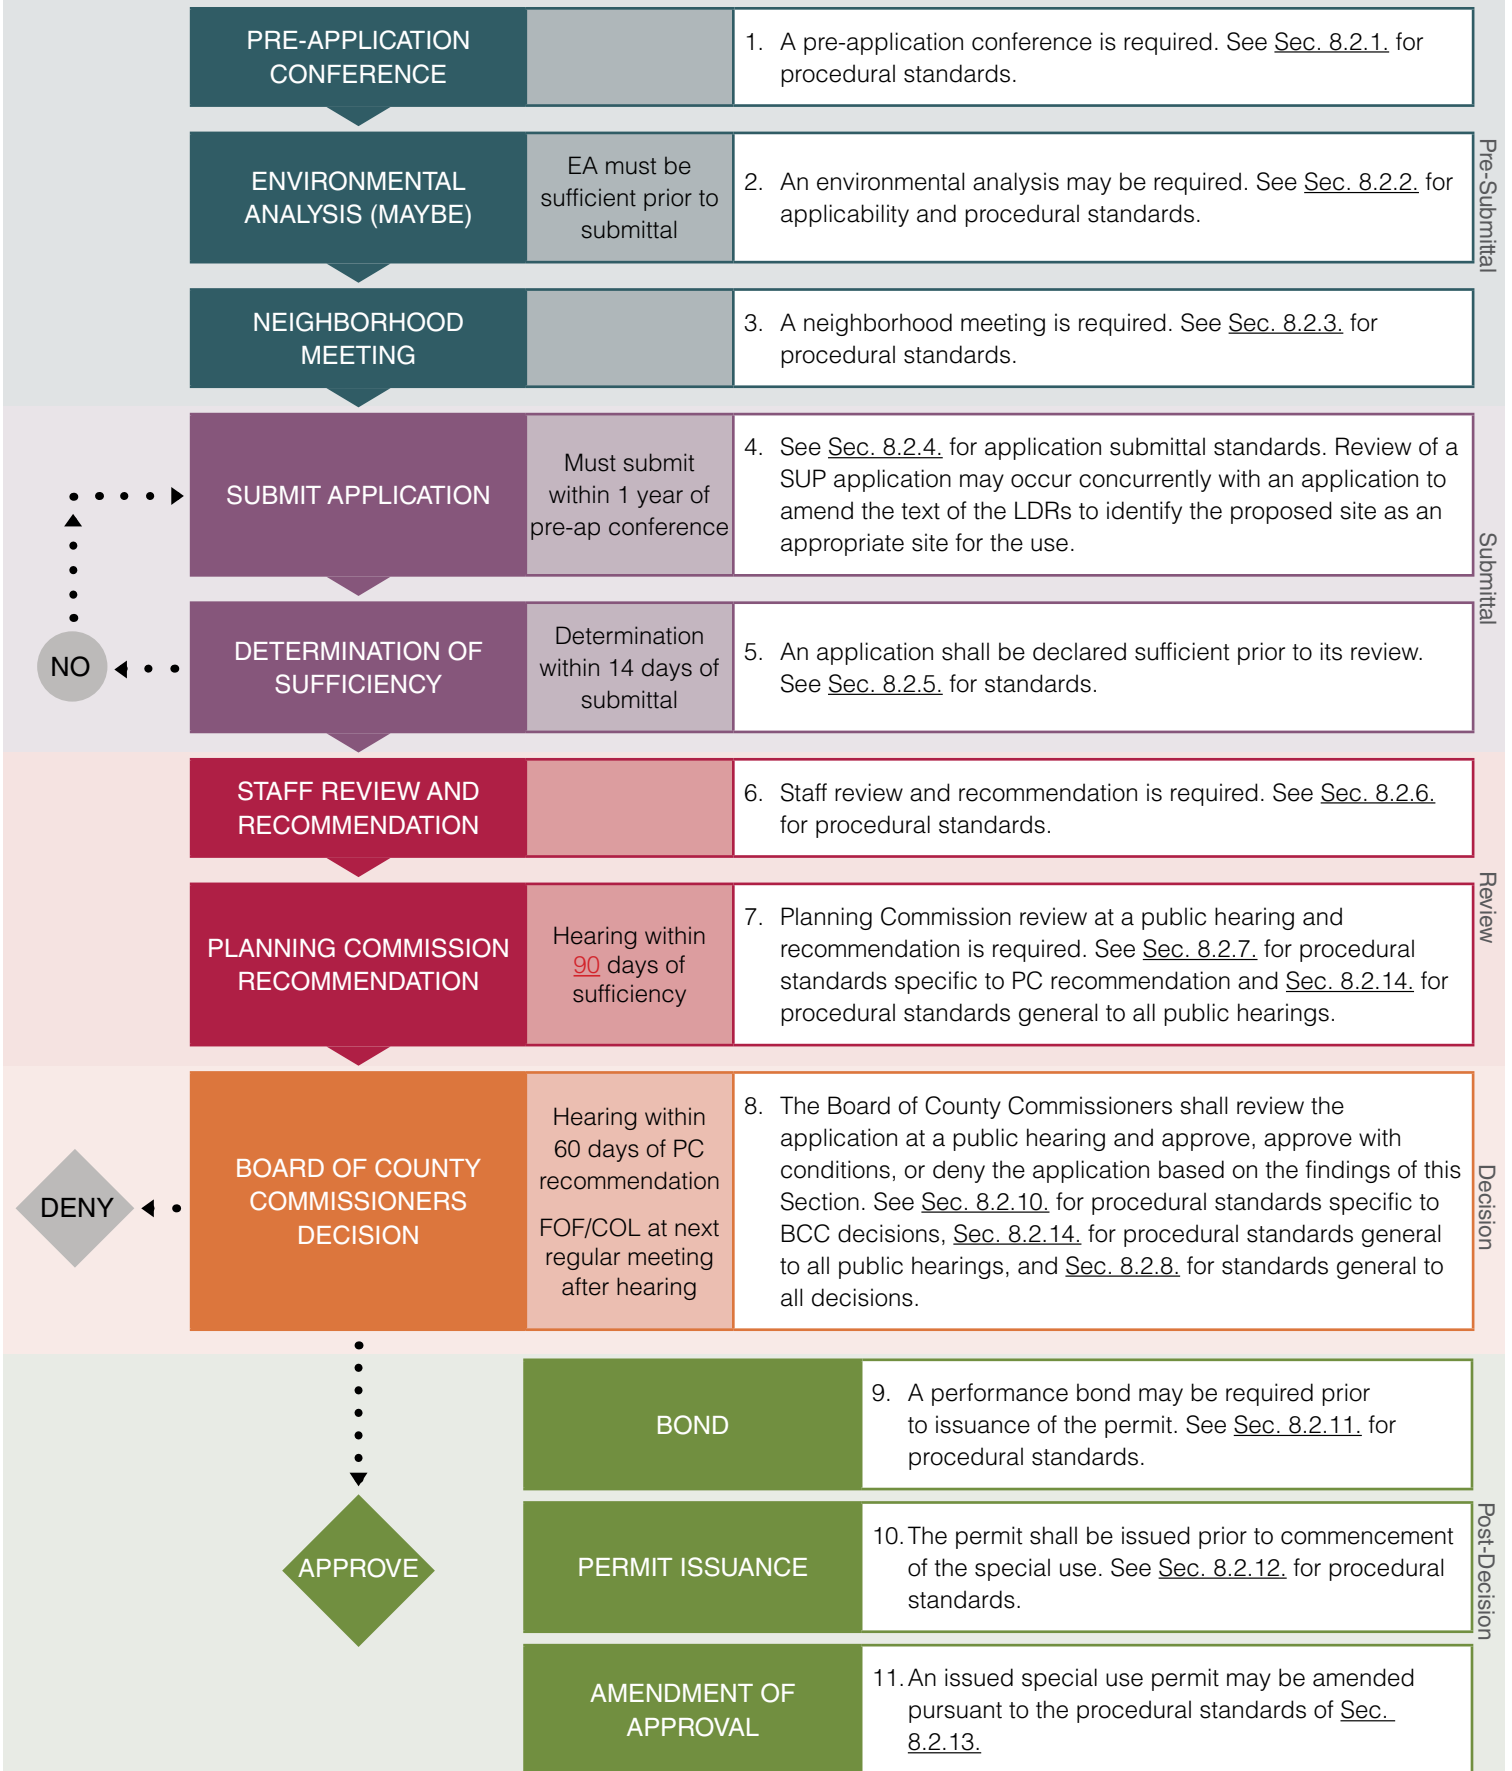 PRE-APPLICATION
CONFERENCE
1. A pre-application conference is required. See Sec. 8.2.1. for
procedural standards.
ENVIRONMENTAL
ANALYSIS (MAYBE)
EA must be
sufficient prior to
submittal
2. An environmental analysis may be required. See Sec. 8.2.2. for
applicability and procedural standards.
NEIGHBORHOOD
MEETING
3. A neighborhood meeting is required. See Sec. 8.2.3. for
procedural standards.
Pre-Submittal
SUBMIT APPLICATION
Must submit
within 1 year of
pre-ap conference
4. See Sec. 8.2.4. for application submittal standards. Review of a
SUP application may occur concurrently with an application to
amend the text of the LDRs to identify the proposed site as an
appropriate site for the use.
NO
DETERMINATION OF
SUFFICIENCY
Determination
within 14 days of
submittal
5. An application shall be declared sufficient prior to its review.
See Sec. 8.2.5. for standards.
Submittal
STAFF REVIEW AND
RECOMMENDATION
6. Staff review and recommendation is required. See Sec. 8.2.6.
for procedural standards.
PLANNING COMMISSION
RECOMMENDATION
Hearing within
90 days of
sufficiency
7. Planning Commission review at a public hearing and
recommendation is required. See Sec. 8.2.7. for procedural
standards specific to PC recommendation and Sec. 8.2.14. for
procedural standards general to all public hearings.
Review
DENY
BOARD OF COUNTY
COMMISSIONERS
DECISION
Hearing within
60 days of PC
recommendation
FOF/COL at next
regular meeting
after hearing
8. The Board of County Commissioners shall review the
application at a public hearing and approve, approve with
conditions, or deny the application based on the findings of this
Section. See Sec. 8.2.10. for procedural standards specific to
BCC decisions, Sec. 8.2.14. for procedural standards general
to all public hearings, and Sec. 8.2.8. for standards general to
all decisions.
Decision
APPROVE
BOND
9. A performance bond may be required prior
to issuance of the permit. See Sec. 8.2.11. for
procedural standards.
PERMIT ISSUANCE
10. The permit shall be issued prior to commencement
of the special use. See Sec. 8.2.12. for procedural
standards.
AMENDMENT OF
APPROVAL
11. An issued special use permit may be amended
pursuant to the procedural standards of Sec.
8.2.13.
Post-Decision